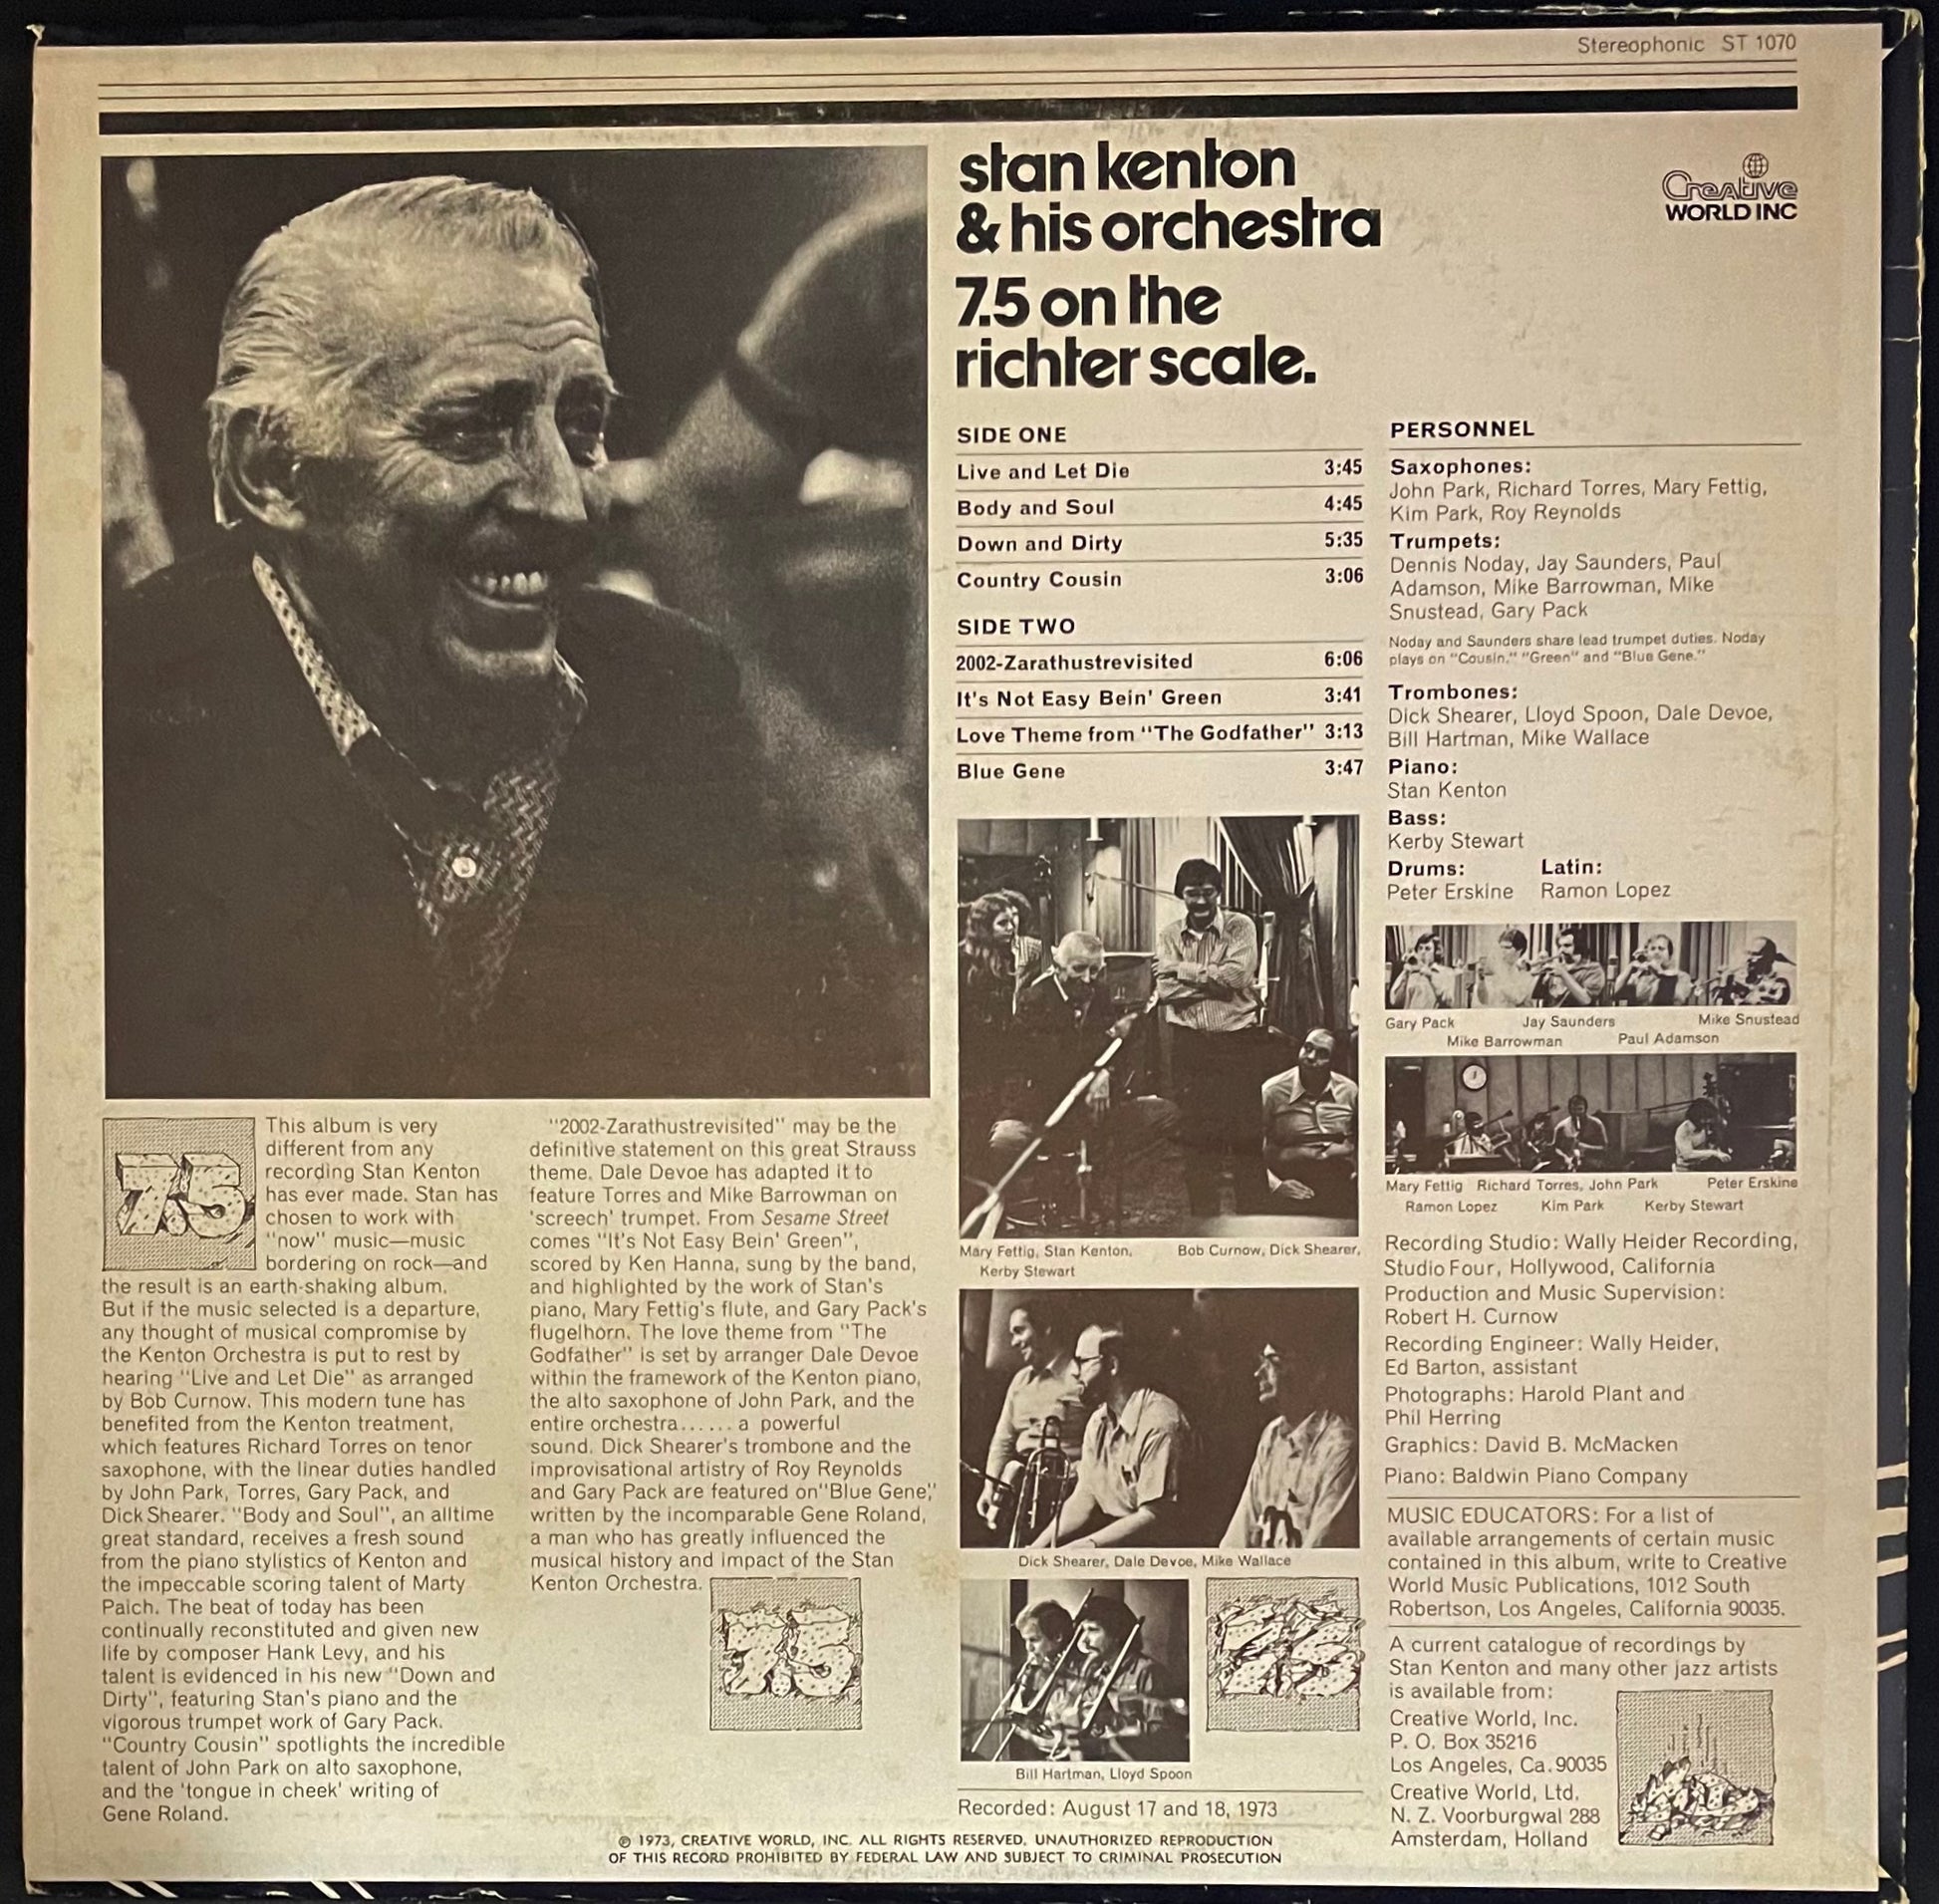 Stereophonic ST 1070
stan kenton
& his orchestra
7.5 on the
richter scale.
Creative
WORLD INC
SIDE ONE
Live and Let Die 3:45
Body and Soul 4:45
Down and Dirty 5:35
Country Cousin 3:06
SIDE TWO
2002-Zarathustrevisited 6:06
It's Not Easy Bein' Green 3:41
Love Theme from "The Godfather" 3:13
Blue Gene 3:47
PERSONNEL
Saxophones:
John Park, Richard Torres, Mary Fettig,
Kim Park, Roy Reynolds
Trumpets:
Dennis Noday, Jay Saunders, Paul
Adamson, Mike Barrowman, Mike
Snustead, Gary Pack
Noday and Saunders share lead trumpet duties. Noday
plays on "Cousin," "Green" and "Blue Gene."
Trombones:
Dick Shearer, Lloyd Spoon, Dale Devoe,
Bill Hartman, Mike Wallace
Piano:
Stan Kenton
Bass:
Kerby Stewart
Drums: Latin:
Peter Erskine Ramon Lopez
Gary Pack Jay Saunders Mike Snustead
Mike Barrowman Paul Adamson
Mary Fettig Richard Torres, John Park Peter Erskine
Ramon Lopez Kim Park Kerby Stewart
Recording Studio: Wally Heider Recording,
Studio Four, Hollywood, California
Production and Music Supervision:
Robert H. Curnow
Recording Engineer: Wally Heider,
Ed Barton, assistant
Photographs: Harold Plant and
Phil Herring
Graphics: David B. McMacken
Piano: Baldwin Piano Company
MUSIC EDUCATORS: For a list of
available arrangements of certain music
contained in this album, write to Creative
World Music Publications, 1012 South
Robertson, Los Angeles, California 90035.
A current catalogue of recordings by
Stan Kenton and many other jazz artists
is available from:
Creative World, Inc.
P. O. Box 35216
Los Angeles, Ca. 90035
Creative World, Ltd.
N. Z. Voorburgwal 288
Amsterdam, Holland
Mary Fettig, Stan Kenton, Bob Curnow, Dick Shearer,
Kerby Stewart
Dick Shearer, Dale Devoe, Mike Wallace
Bill Hartman, Lloyd Spoon
7.5
Recorded: August 17 and 18, 1973
7.5
This album is very
different from any
recording Stan Kenton
has ever made. Stan has
chosen to work with
"now" music—music
bordering on rock—and
the result is an earth-shaking album.
But if the music selected is a departure,
any thought of musical compromise by
the Kenton Orchestra is put to rest by
hearing "Live and Let Die" as arranged
by Bob Curnow. This modern tune has
benefited from the Kenton treatment,
which features Richard Torres on tenor
saxophone, with the linear duties handled
by John Park, Torres, Gary Pack, and
Dick Shearer. "Body and Soul", an alltime
great standard, receives a fresh sound
from the piano stylistics of Kenton and
the impeccable scoring talent of Marty
Paich. The beat of today has been
continually reconstituted and given new
life by composer Hank Levy, and his
talent is evidenced in his new "Down and
Dirty", featuring Stan's piano and the
vigorous trumpet work of Gary Pack.
"Country Cousin" spotlights the incredible
talent of John Park on alto saxophone,
and the 'tongue in cheek' writing of
Gene Roland.
"2002-Zarathustrevisited" may be the
definitive statement on this great Strauss
theme. Dale Devoe has adapted it to
feature Torres and Mike Barrowman on
'screech' trumpet. From Sesame Street
comes "It's Not Easy Bein' Green",
scored by Ken Hanna, sung by the band,
and highlighted by the work of Stan's
piano, Mary Fettig's flute, and Gary Pack's
flugelhorn. The love theme from "The
Godfather" is set by arranger Dale Devoe
within the framework of the Kenton piano,
the alto saxophone of John Park, and the
entire orchestra......a powerful
sound. Dick Shearer's trombone and the
improvisational artistry of Roy Reynolds
and Gary Pack are featured on"Blue Gene",
written by the incomparable Gene Roland,
a man who has greatly influenced the
musical history and impact of the Stan
Kenton Orchestra.
7.5
℗ 1973, CREATIVE WORLD, INC. ALL RIGHTS RESERVED. UNAUTHORIZED REPRODUCTION
OF THIS RECORD PROHIBITED BY FEDERAL LAW AND SUBJECT TO CRIMINAL PROSECUTION